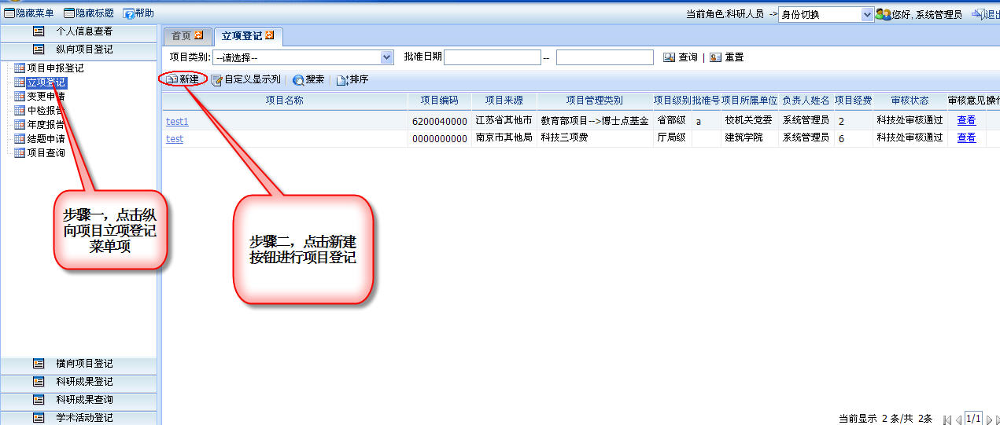 隐藏菜单 隐藏标题 帮助 当前角色:科研人员 -> 身份切换 您好, 系统管理员 退出
个人信息查看
纵向项目登记
项目申报登记
立项登记
变更申请
中检报告
年度报告
结题申请
项目查询
步骤一，点击纵
向项目立项登记
菜单项
横向项目登记
科研成果登记
科研成果查询
学术活动登记
首页 立项登记
项目类别: --请选择-- 批准日期 -- 查询 | 重置
新建 自定义显示列 搜索 排序
项目名称 项目编码 项目来源 项目管理类别 项目级别 批准号 项目所属单位 负责人姓名 项目经费 审核状态 审核意见 操作
test1 6200040000 江苏省其他市 教育部项目-->博士点基金 省部级 a 校机关党委 系统管理员 2 科技处审核通过 查看
test 0000000000 南京市其他局 科技三项费 厅局级 建筑学院 系统管理员 6 科技处审核通过 查看
步骤二，点击新建
按钮进行项目登记
当前显示 2 条/共 2条 1/1